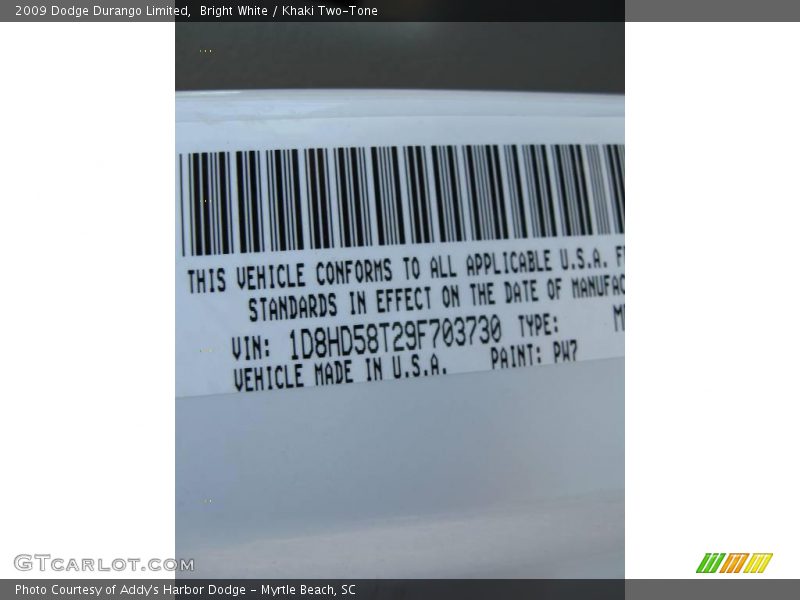 2009 Dodge Durango Limited, Bright White / Khaki Two-Tone
THIS VEHICLE CONFORMS TO ALL APPLICABLE U.S.A.
STANDARDS IN EFFECT ON THE DATE OF MANUFAC
VIN: 1D8HD58T29F703730 TYPE:
VEHICLE MADE IN U.S.A. PAINT: PW7
GTCARLOT.COM
Photo Courtesy of Addy's Harbor Dodge - Myrtle Beach, SC